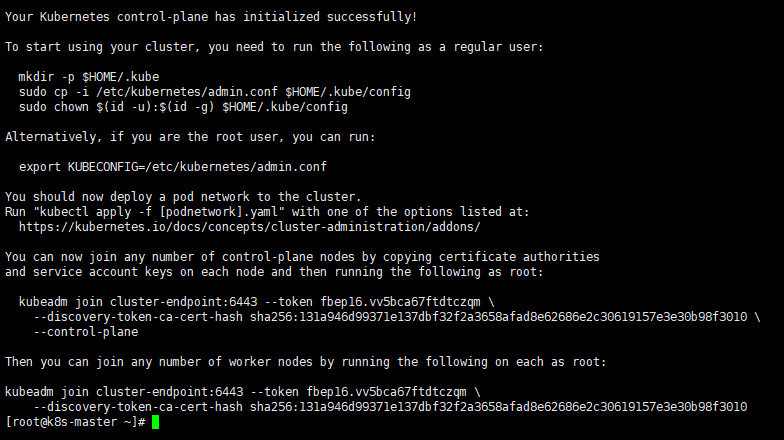 Your Kubernetes control-plane has initialized successfully!
To start using your cluster, you need to run the following as a regular user:
mkdir -p $HOME/.kube
sudo cp -i /etc/kubernetes/admin.conf $HOME/.kube/config
sudo chown $(id -u):$(id -g) $HOME/.kube/config
Alternatively, if you are the root user, you can run:
export KUBECONFIG=/etc/kubernetes/admin.conf
You should now deploy a pod network to the cluster.
Run "kubectl apply -f [podnetwork].yaml" with one of the options listed at:
https://kubernetes.io/docs/concepts/cluster-administration/addons/
You can now join any number of control-plane nodes by copying certificate authorities
and service account keys on each node and then running the following as root:
kubeadm join cluster-endpoint:6443 --token fbep16.vv5bca67ftdtczqm \
--discovery-token-ca-cert-hash sha256:131a946d99371e137dbf32f2a3658afad8e62686e2c30619157e3e30b98f3010 \
--control-plane
Then you can join any number of worker nodes by running the following on each as root:
kubeadm join cluster-endpoint:6443 --token fbep16.vv5bca67ftdtczqm \
--discovery-token-ca-cert-hash sha256:131a946d99371e137dbf32f2a3658afad8e62686e2c30619157e3e30b98f3010
[root@k8s-master ~]#